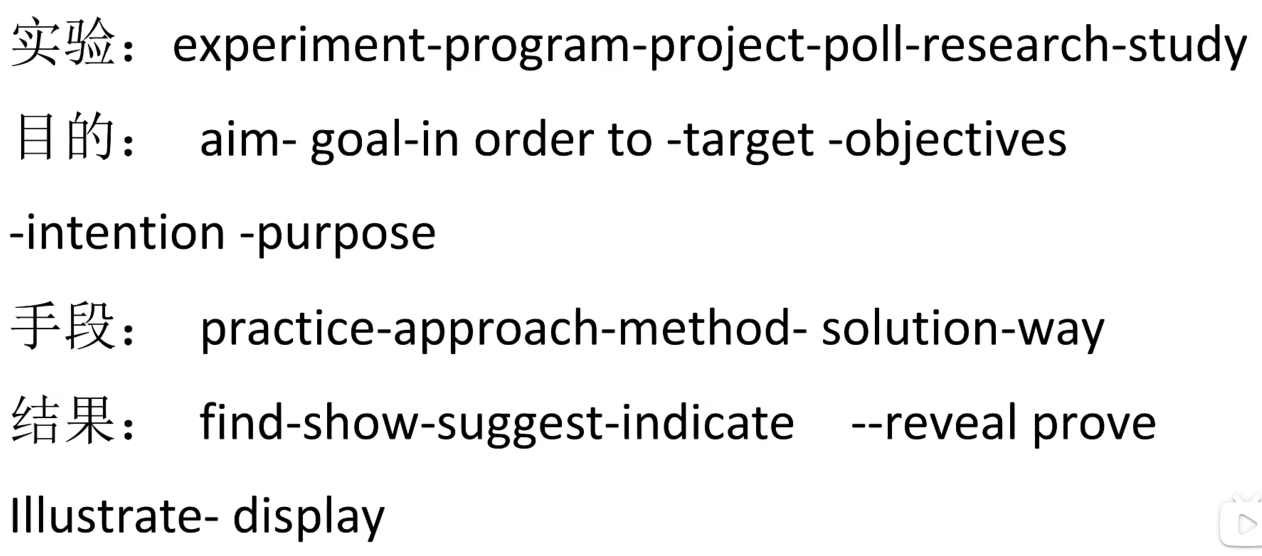 实验： experiment-program-project-poll-research-study
目的： aim- goal-in order to -target -objectives
-intention -purpose
手段： practice-approach-method- solution-way
结果： find-show-suggest-indicate --reveal prove
Illustrate- display